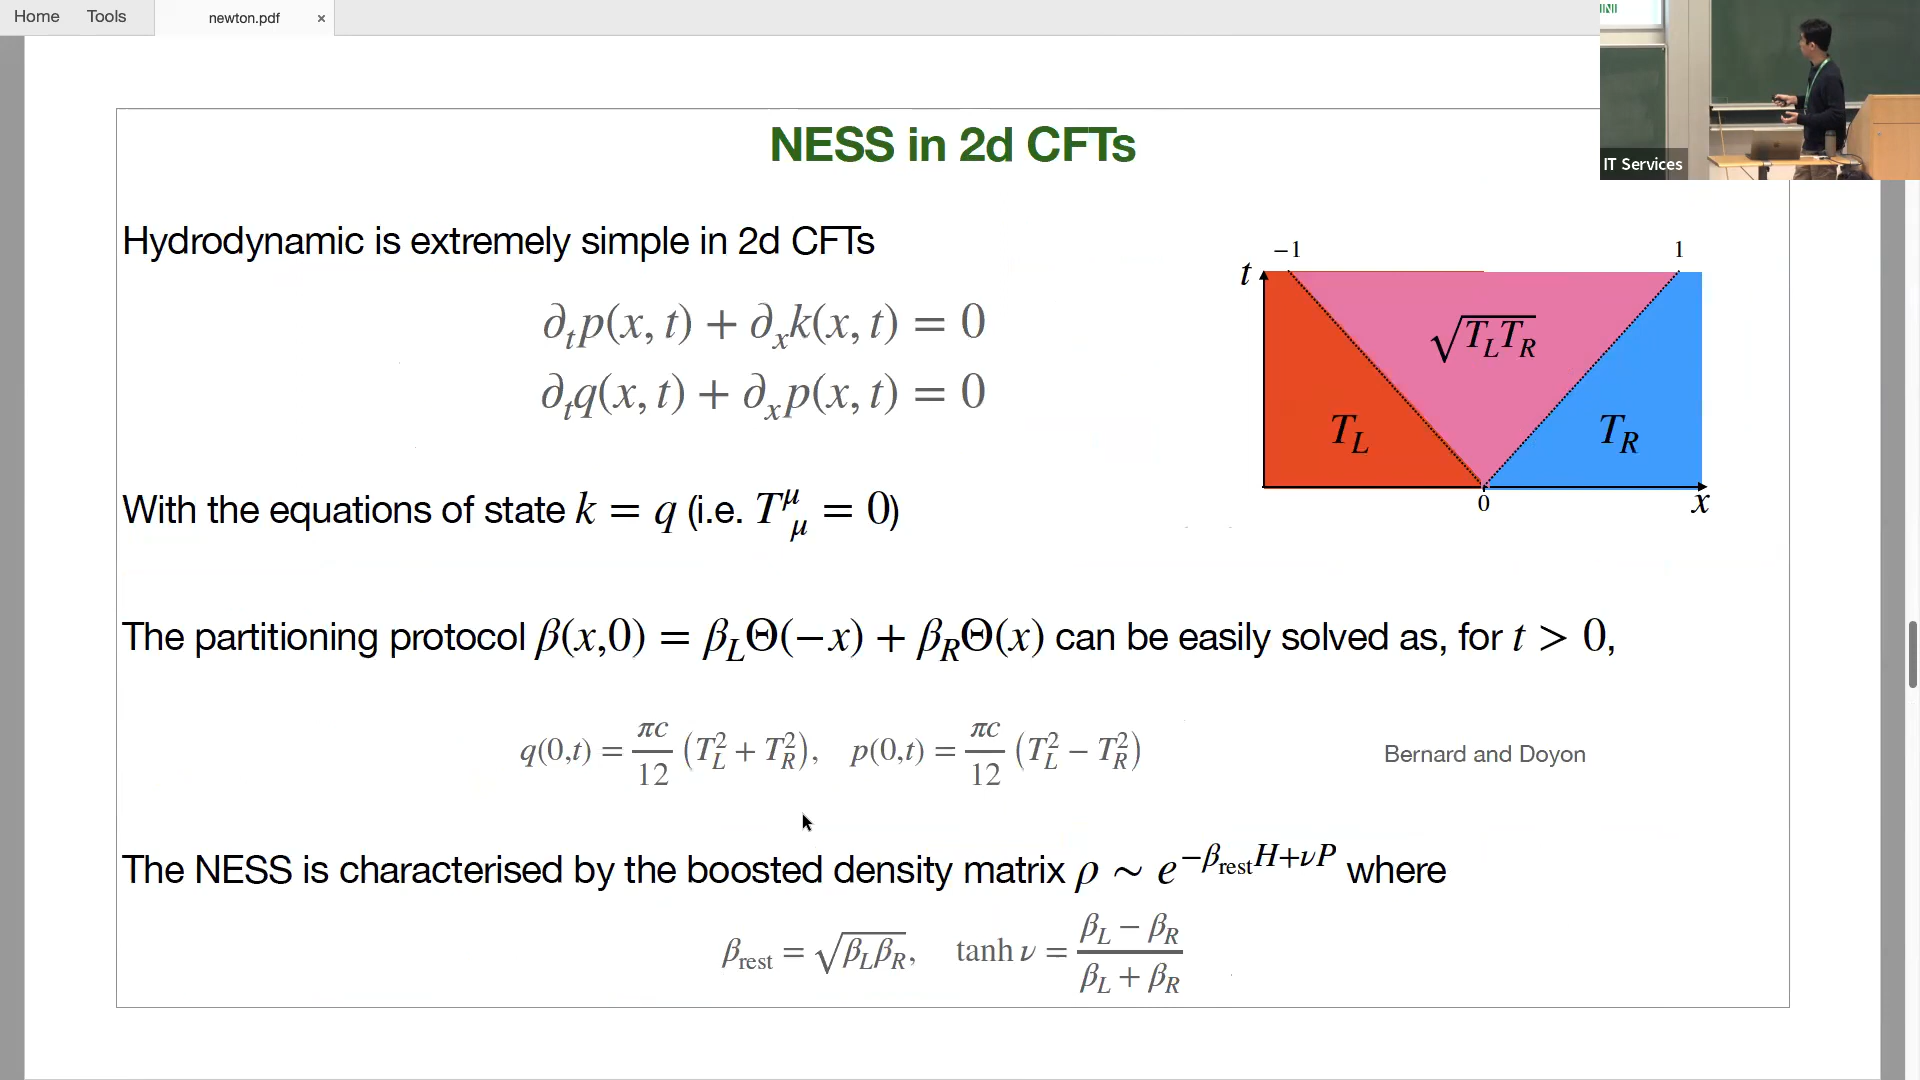 Home Tools newton.pdf ×
IT Services
NESS in 2d CFTs
Hydrodynamic is extremely simple in 2d CFTs
∂ₜp(x, t) + ∂ₓk(x, t) = 0
∂ₜq(x, t) + ∂ₓp(x, t) = 0
−1 1
t
√(T_L T_R)
T_L T_R
0 x
With the equations of state k = q (i.e. T^μ_μ = 0)
The partitioning protocol β(x,0) = β_LΘ(−x) + β_RΘ(x) can be easily solved as, for t > 0,
q(0,t) = πc/12 (T_L² + T_R²), p(0,t) = πc/12 (T_L² − T_R²)
Bernard and Doyon
The NESS is characterised by the boosted density matrix ρ ∼ e^{−β_rest H+νP} where
β_rest = √(β_Lβ_R), tanh ν = (β_L − β_R)/(β_L + β_R)